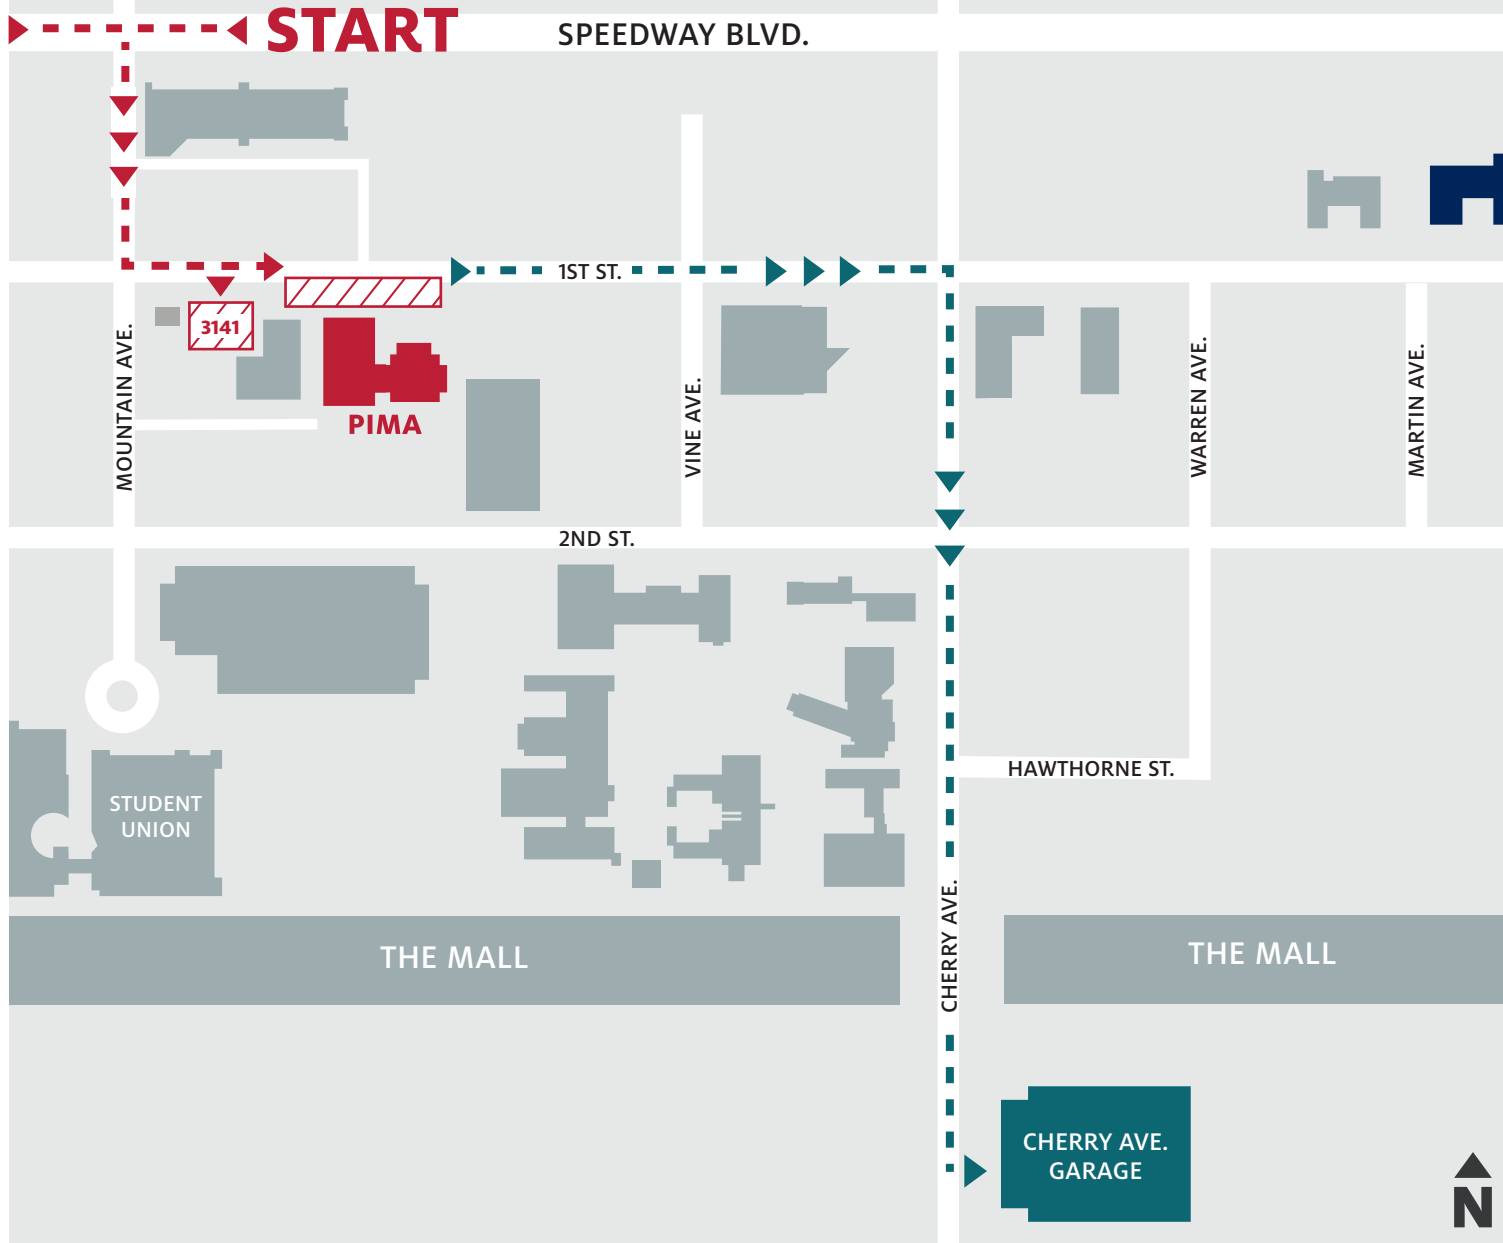 START
SPEEDWAY BLVD.
1ST ST.
3141
MOUNTAIN AVE.
PIMA
VINE AVE.
WARREN AVE.
MARTIN AVE.
2ND ST.
HAWTHORNE ST.
STUDENT
UNION
CHERRY AVE.
THE MALL
THE MALL
CHERRY AVE.
GARAGE
N